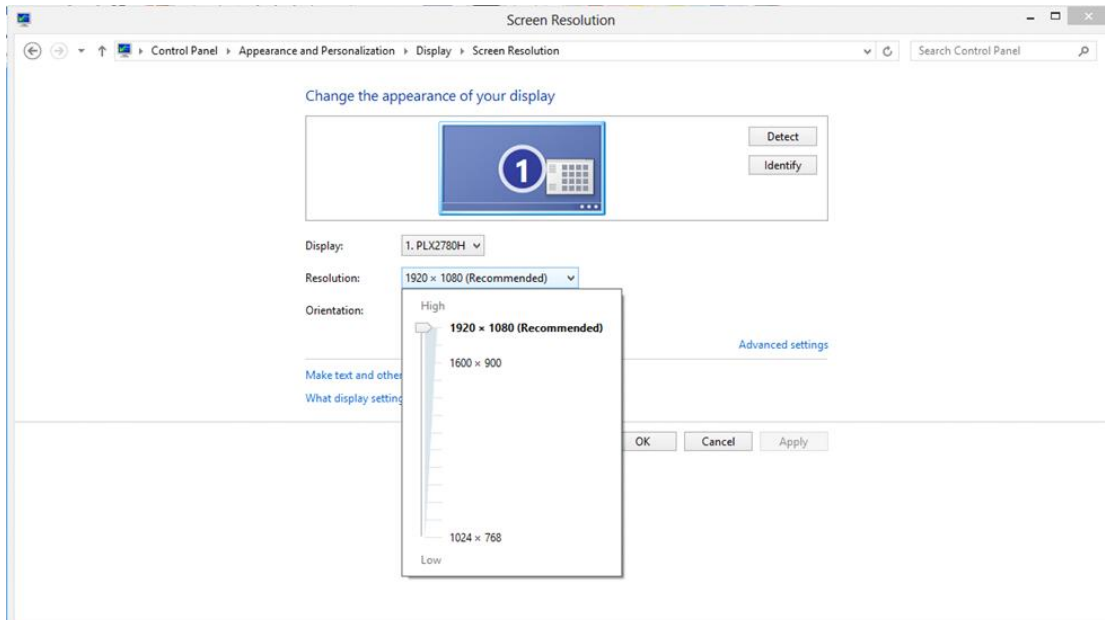 Screen Resolution
Control Panel Appearance and Personalization Display Screen Resolution Search Control Panel
Change the appearance of your display
1
Detect
Identify
Display: 1. PLX2780H
Resolution: 1920 × 1080 (Recommended)
Orientation:
High
1920 × 1080 (Recommended)
Advanced settings
1600 × 900
Make text and other
What display setting
OK Cancel Apply
1024 × 768
Low